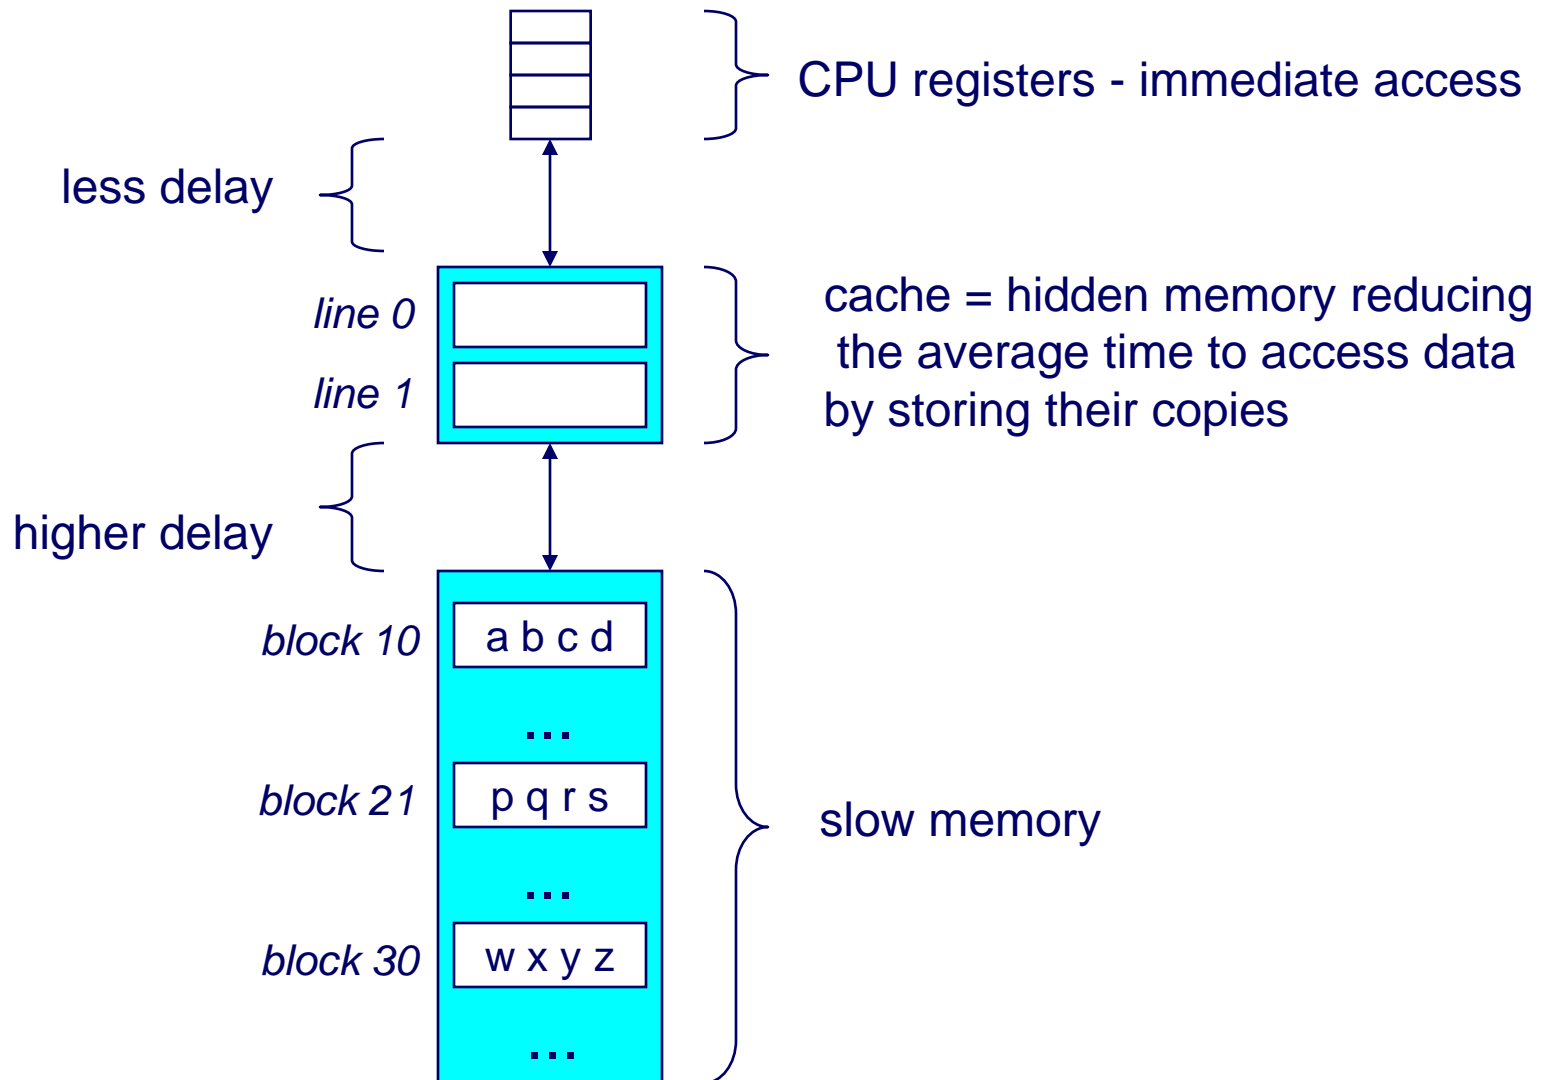 CPU registers - immediate access
less delay
line 0
line 1
cache = hidden memory reducing
the average time to access data
by storing their copies
higher delay
block 10
a b c d
...
block 21
p q r s
...
slow memory
block 30
w x y z
...